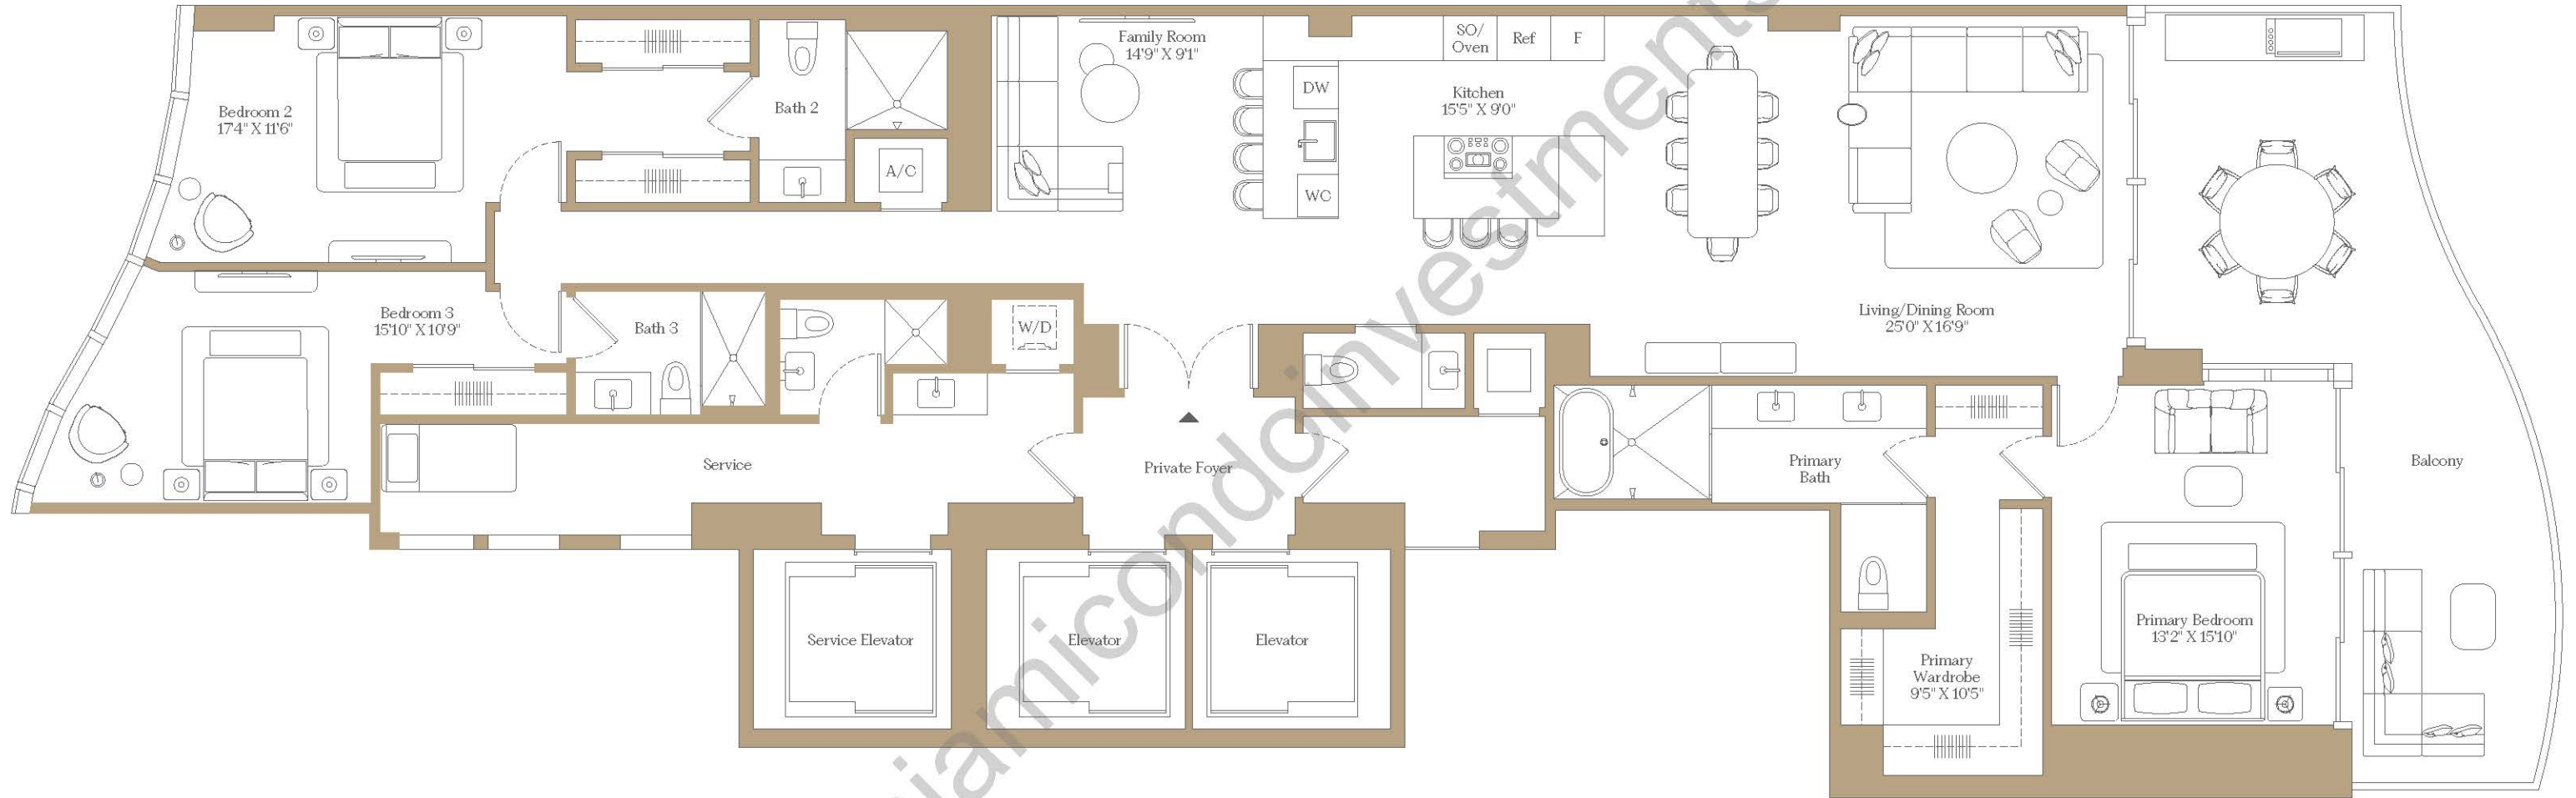 Family Room
14'9" X 9'1"
SO/
Oven
Ref
F
DW
Kitchen
15'5" X 9'0"
Bedroom 2
17'4" X 11'6"
Bath 2
A/C
WC
Bedroom 3
15'10" X 10'9"
Bath 3
W/D
Living/Dining Room
25'0" X 16'9"
Service
Private Foyer
Primary
Bath
Balcony
Service Elevator
Elevator
Elevator
Primary Bedroom
13'2" X 15'10"
Primary
Wardrobe
9'5" X 10'5"
iamicondoinvestments